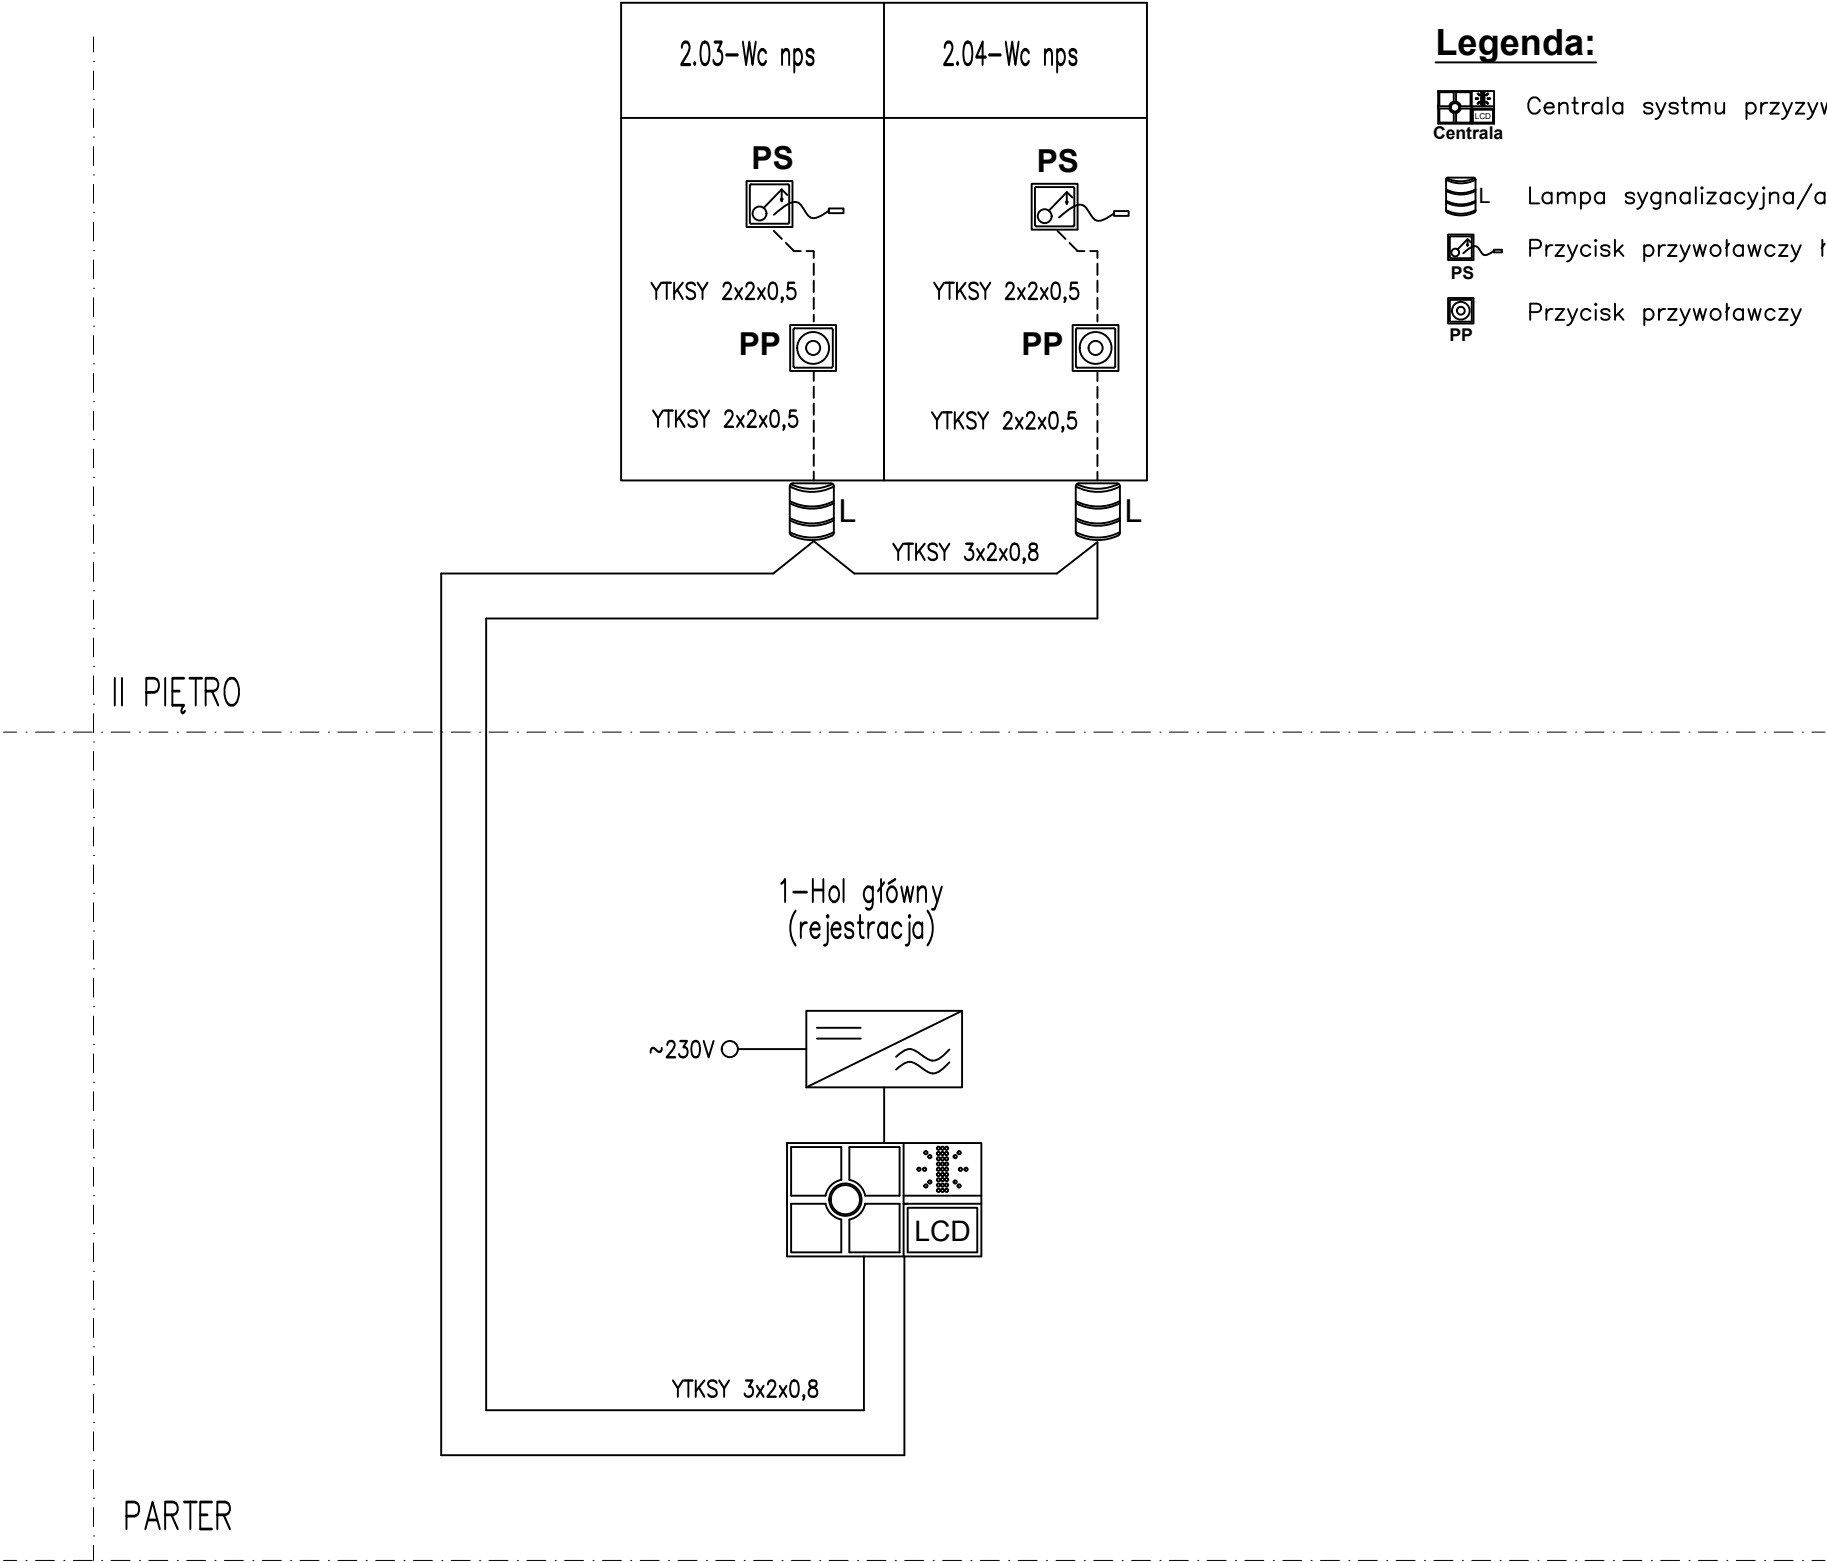 2.03-Wc nps
2.04-Wc nps
PS
PS
YTKSY 2x2x0,5
YTKSY 2x2x0,5
PP
PP
YTKSY 2x2x0,5
YTKSY 2x2x0,5
L
L
YTKSY 3x2x0,8
II PIĘTRO
1-Hol główny
(rejestracja)
~230V
LCD
YTKSY 3x2x0,8
PARTER
Legenda:
LCD
Centrala
Centrala systmu
L
Lampa sygnalizacyjna/
PS
Przycisk przywoławczy
PP
Przycisk przywoławczy